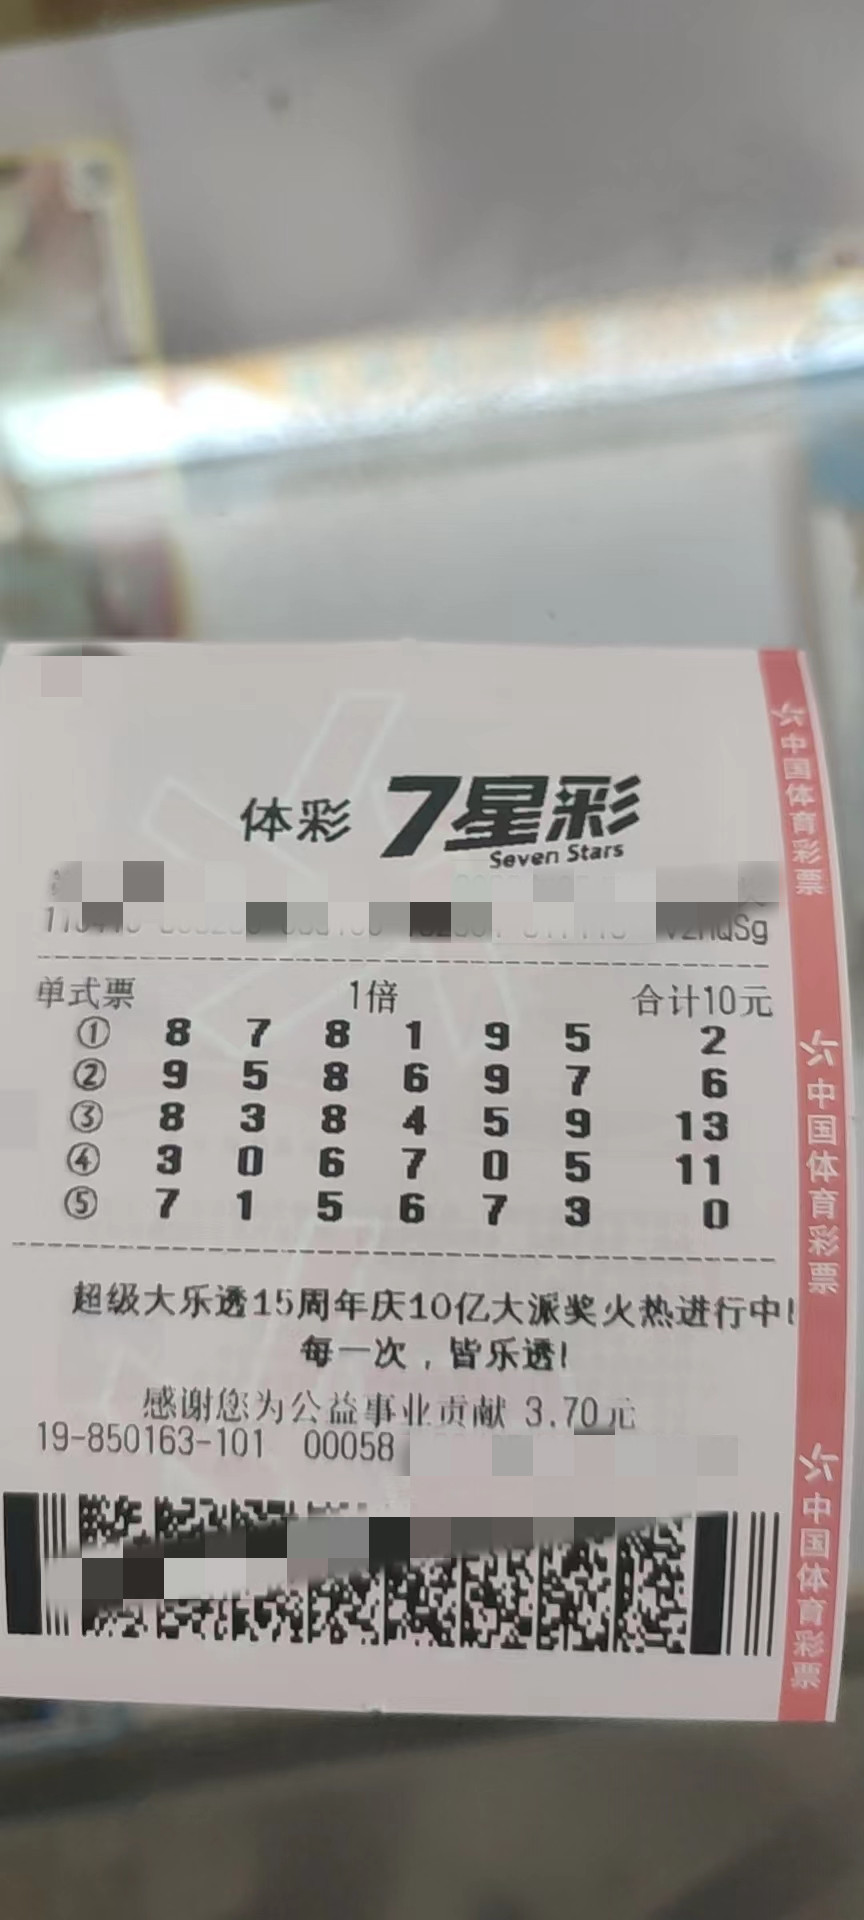 体彩 7星彩
Seven Stars
单式票 1倍 合计10元
① 8 7 8 1 9 5 2
② 9 5 8 6 9 7 6
③ 8 3 8 4 5 9 13
④ 3 0 6 7 0 5 11
⑤ 7 1 5 6 7 3 0
超级大乐透15周年庆10亿大派奖火热进行中!
每一次，皆乐透!
感谢您为公益事业贡献 3.70元
19-850163-101 00058
中国体育彩票
中国体育彩票
中国体育彩票